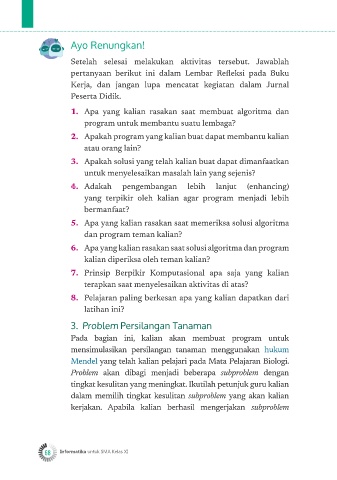 Ayo Renungkan!
Setelah selesai melakukan aktivitas tersebut. Jawablah
pertanyaan berikut ini dalam Lembar Refleksi pada Buku
Kerja, dan jangan lupa mencatat kegiatan dalam Jurnal
Peserta Didik.
1. Apa yang kalian rasakan saat membuat algoritma dan
program untuk membantu suatu lembaga?
2. Apakah program yang kalian buat dapat membantu kalian
atau orang lain?
3. Apakah solusi yang telah kalian buat dapat dimanfaatkan
untuk menyelesaikan masalah lain yang sejenis?
4. Adakah pengembangan lebih lanjut (enhancing)
yang terpikir oleh kalian agar program menjadi lebih
bermanfaat?
5. Apa yang kalian rasakan saat memeriksa solusi algoritma
dan program teman kalian?
6. Apa yang kalian rasakan saat solusi algoritma dan program
kalian diperiksa oleh teman kalian?
7. Prinsip Berpikir Komputasional apa saja yang kalian
terapkan saat menyelesaikan aktivitas di atas?
8. Pelajaran paling berkesan apa yang kalian dapatkan dari
latihan ini?
3. Problem Persilangan Tanaman
Pada bagian ini, kalian akan membuat program untuk
mensimulasikan persilangan tanaman menggunakan hukum
Mendel yang telah kalian pelajari pada Mata Pelajaran Biologi.
Problem akan dibagi menjadi beberapa subproblem dengan
tingkat kesulitan yang meningkat. Ikutilah petunjuk guru kalian
dalam memilih tingkat kesulitan subproblem yang akan kalian
kerjakan. Apabila kalian berhasil mengerjakan subproblem
68 Informatika untuk SMA Kelas XI